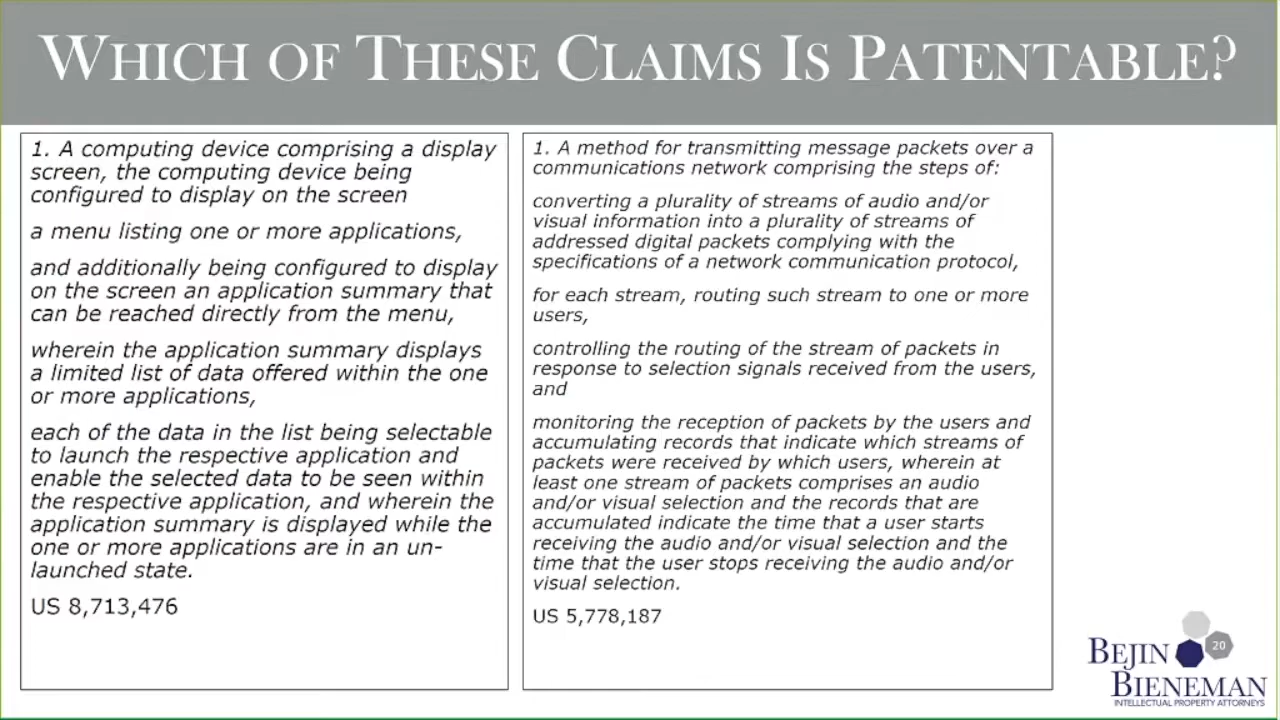 WHICH OF THESE CLAIMS IS PATENTABLE?
1. A computing device comprising a display
screen, the computing device being
configured to display on the screen
a menu listing one or more applications,
and additionally being configured to display
on the screen an application summary that
can be reached directly from the menu,
wherein the application summary displays
a limited list of data offered within the one
or more applications,
each of the data in the list being selectable
to launch the respective application and
enable the selected data to be seen within
the respective application, and wherein the
application summary is displayed while the
one or more applications are in an un-
launched state.
US 8,713,476
1. A method for transmitting message packets over a
communications network comprising the steps of:
converting a plurality of streams of audio and/or
visual information into a plurality of streams of
addressed digital packets complying with the
specifications of a network communication protocol,
for each stream, routing such stream to one or more
users,
controlling the routing of the stream of packets in
response to selection signals received from the users,
and
monitoring the reception of packets by the users and
accumulating records that indicate which streams of
packets were received by which users, wherein at
least one stream of packets comprises an audio
and/or visual selection and the records that are
accumulated indicate the time that a user starts
receiving the audio and/or visual selection and the
time that the user stops receiving the audio and/or
visual selection.
US 5,778,187
20
BEJIN
BIENEMAN
INTELLECTUAL PROPERTY ATTORNEYS